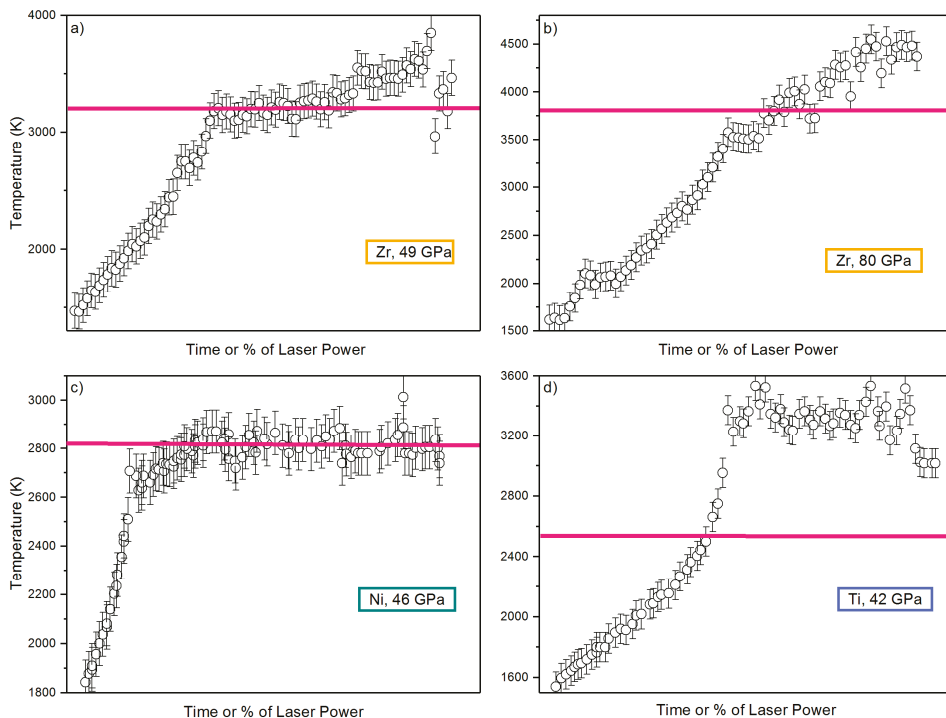 a)
4000
3000
2000
Temperature (K)
Zr, 49 GPa
Time or % of Laser Power
b)
4500
4000
3500
3000
2500
2000
1500
Zr, 80 GPa
Time or % of Laser Power
c)
3000
2800
2600
2400
2200
2000
1800
Temperature (K)
Ni, 46 GPa
Time or % of Laser Power
d)
3600
3200
2800
2400
2000
1600
Ti, 42 GPa
Time or % of Laser Power